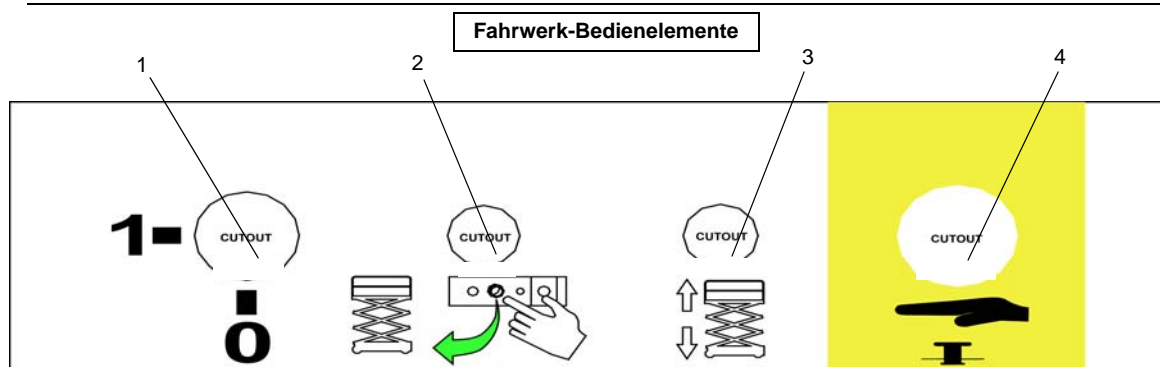 Fahrwerk-Bedienelemente
1 2 3 4
1- CUTOUT CUTOUT CUTOUT CUTOUT
0